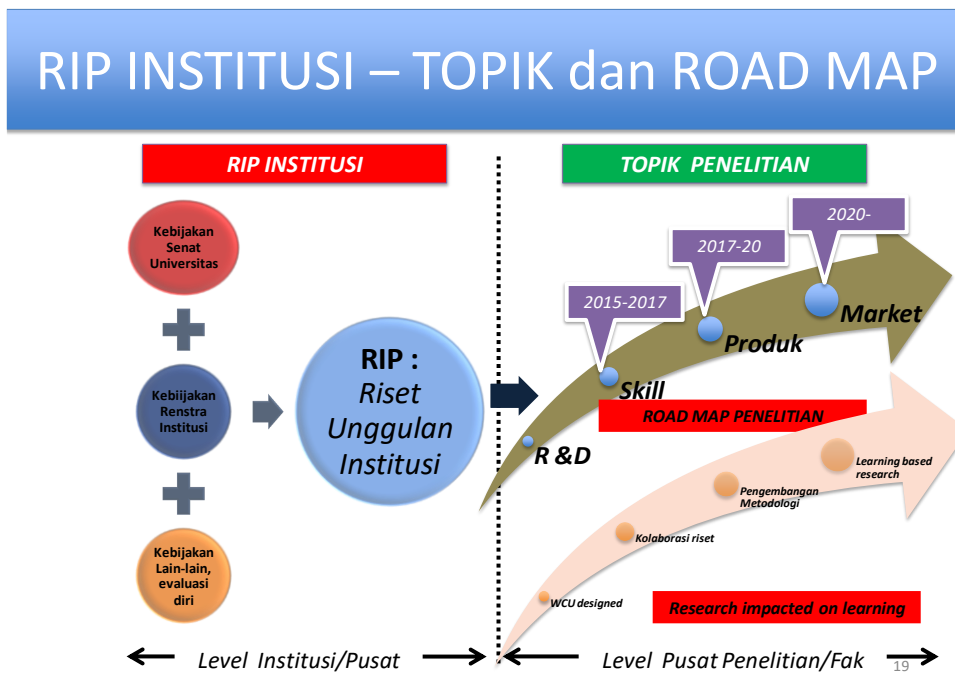 RIP INSTITUSI – TOPIK dan ROAD MAP
RIP INSTITUSI
Kebijakan
Senat
Universitas
Kebiijakan
Renstra
Institusi
Kebijakan
Lain-lain,
evaluasi
diri
RIP :
Riset
Unggulan
Institusi
Level Institusi/Pusat
TOPIK PENELITIAN
2020-
2017-20
2015-2017
Market
Produk
Skill
R &D
ROAD MAP PENELITIAN
Learning based
research
Pengembangan
Metodologi
Kolaborasi riset
WCU designed
Research impacted on learning
Level Pusat Penelitian/Fak
19